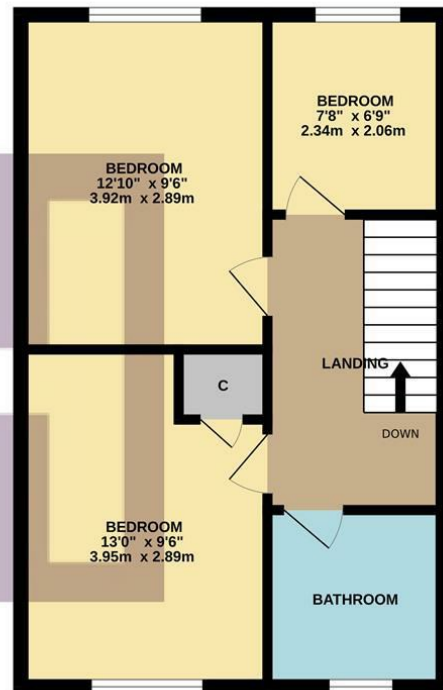 BEDROOM
7'8" x 6'9"
2.34m x 2.06m
BEDROOM
12'10" x 9'6"
3.92m x 2.89m
LANDING
C
DOWN
BEDROOM
13'0" x 9'6"
3.95m x 2.89m
BATHROOM